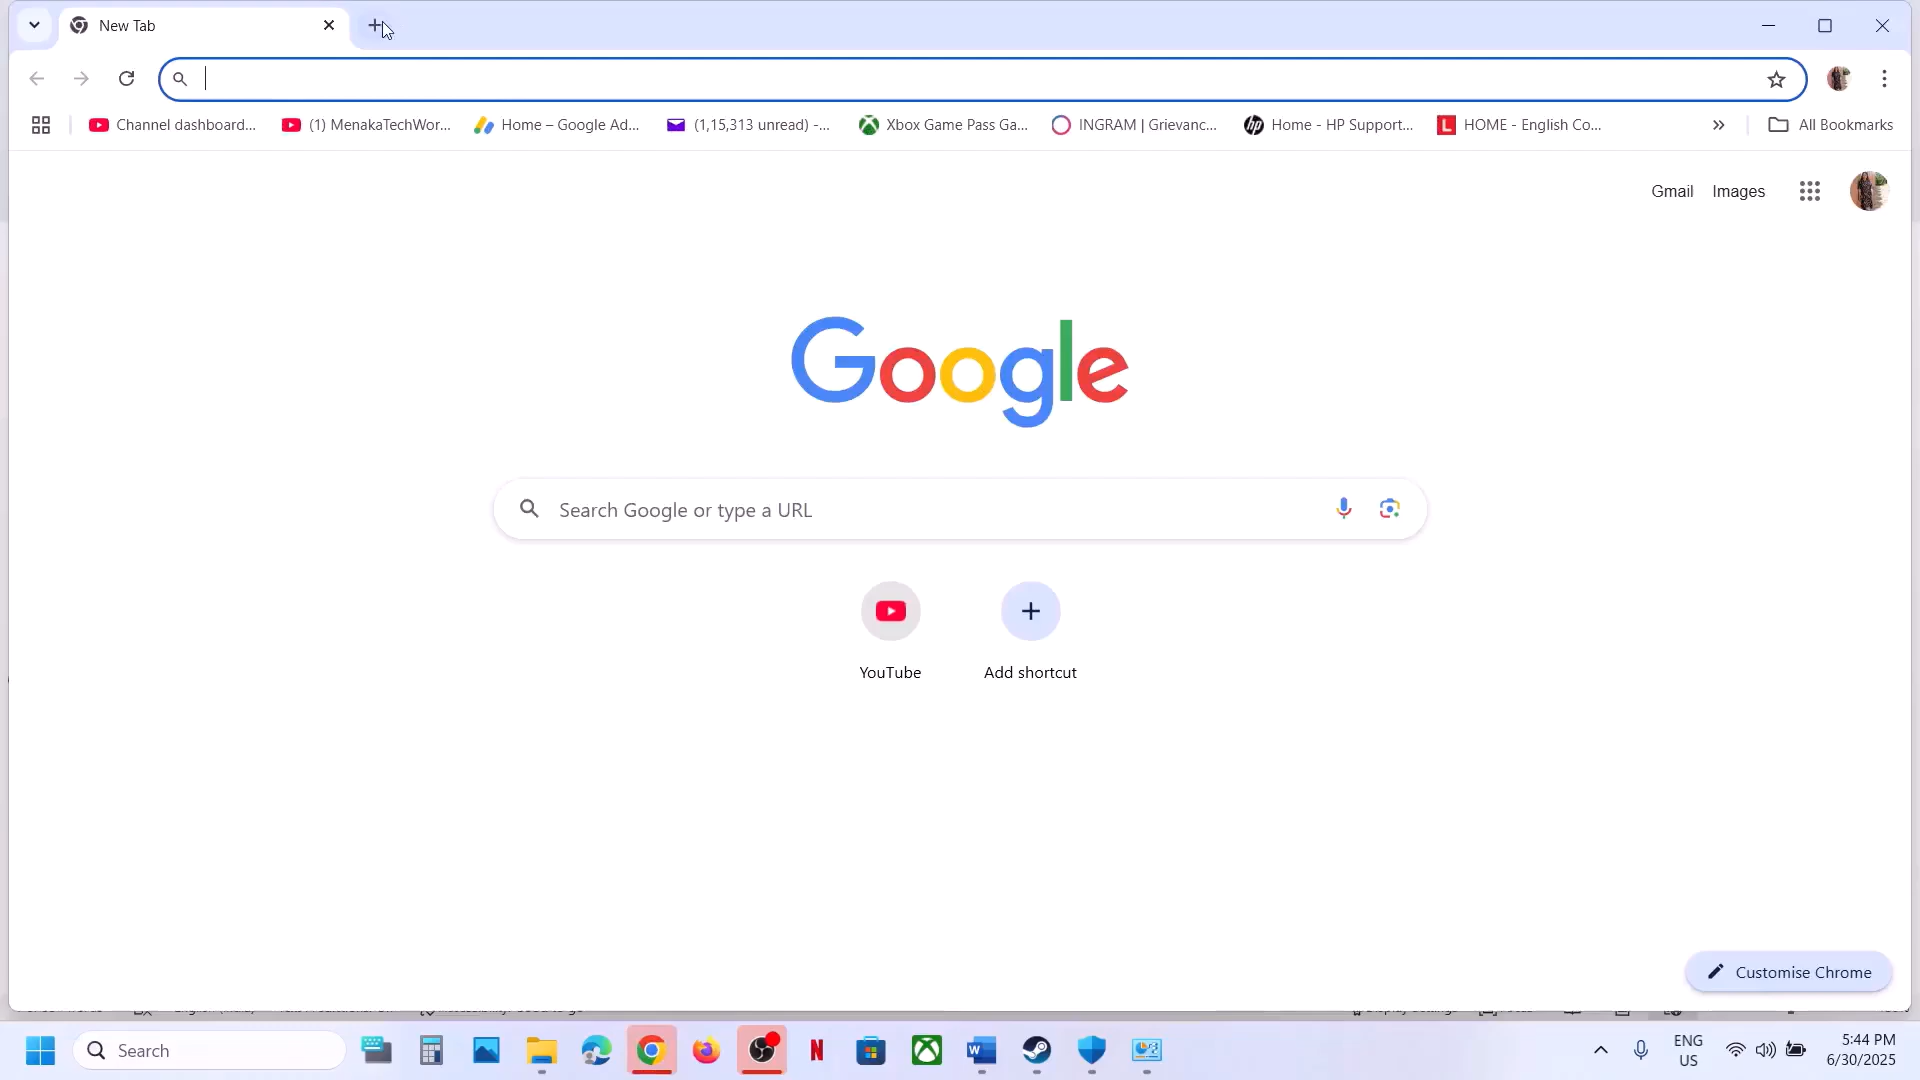 New Tab
Channel dashboard...
(1) MenakaTechWor...
Home – Google Ad...
(1,15,313 unread) -...
Xbox Game Pass Ga...
INGRAM | Grievanc...
Home - HP Support...
HOME - English Co...
All Bookmarks
Gmail
Images
Google
Search Google or type a URL
YouTube
Add shortcut
Customise Chrome
Search
ENG
US
5:44 PM
6/30/2025